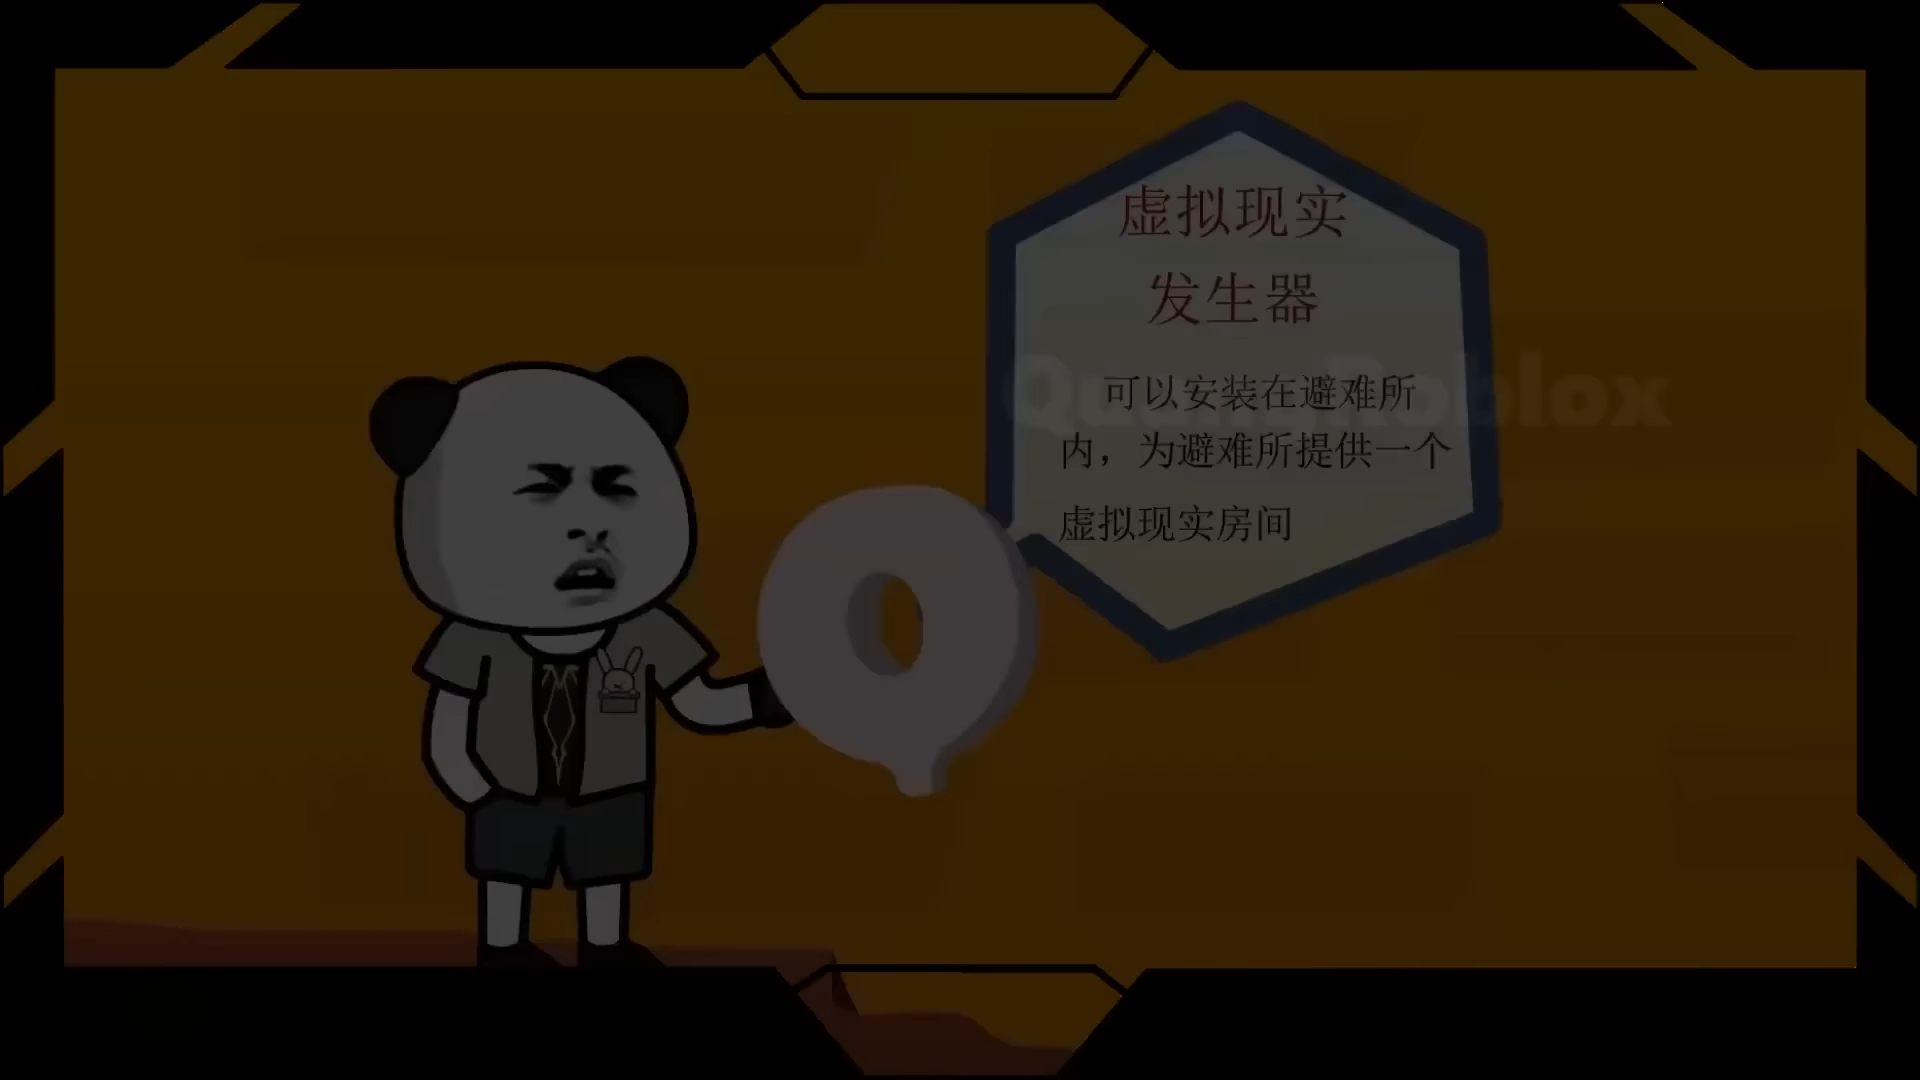 虚拟现实
发生器
可以安装在避难所
内，为避难所提供一个
虚拟现实房间
QuangRoblox